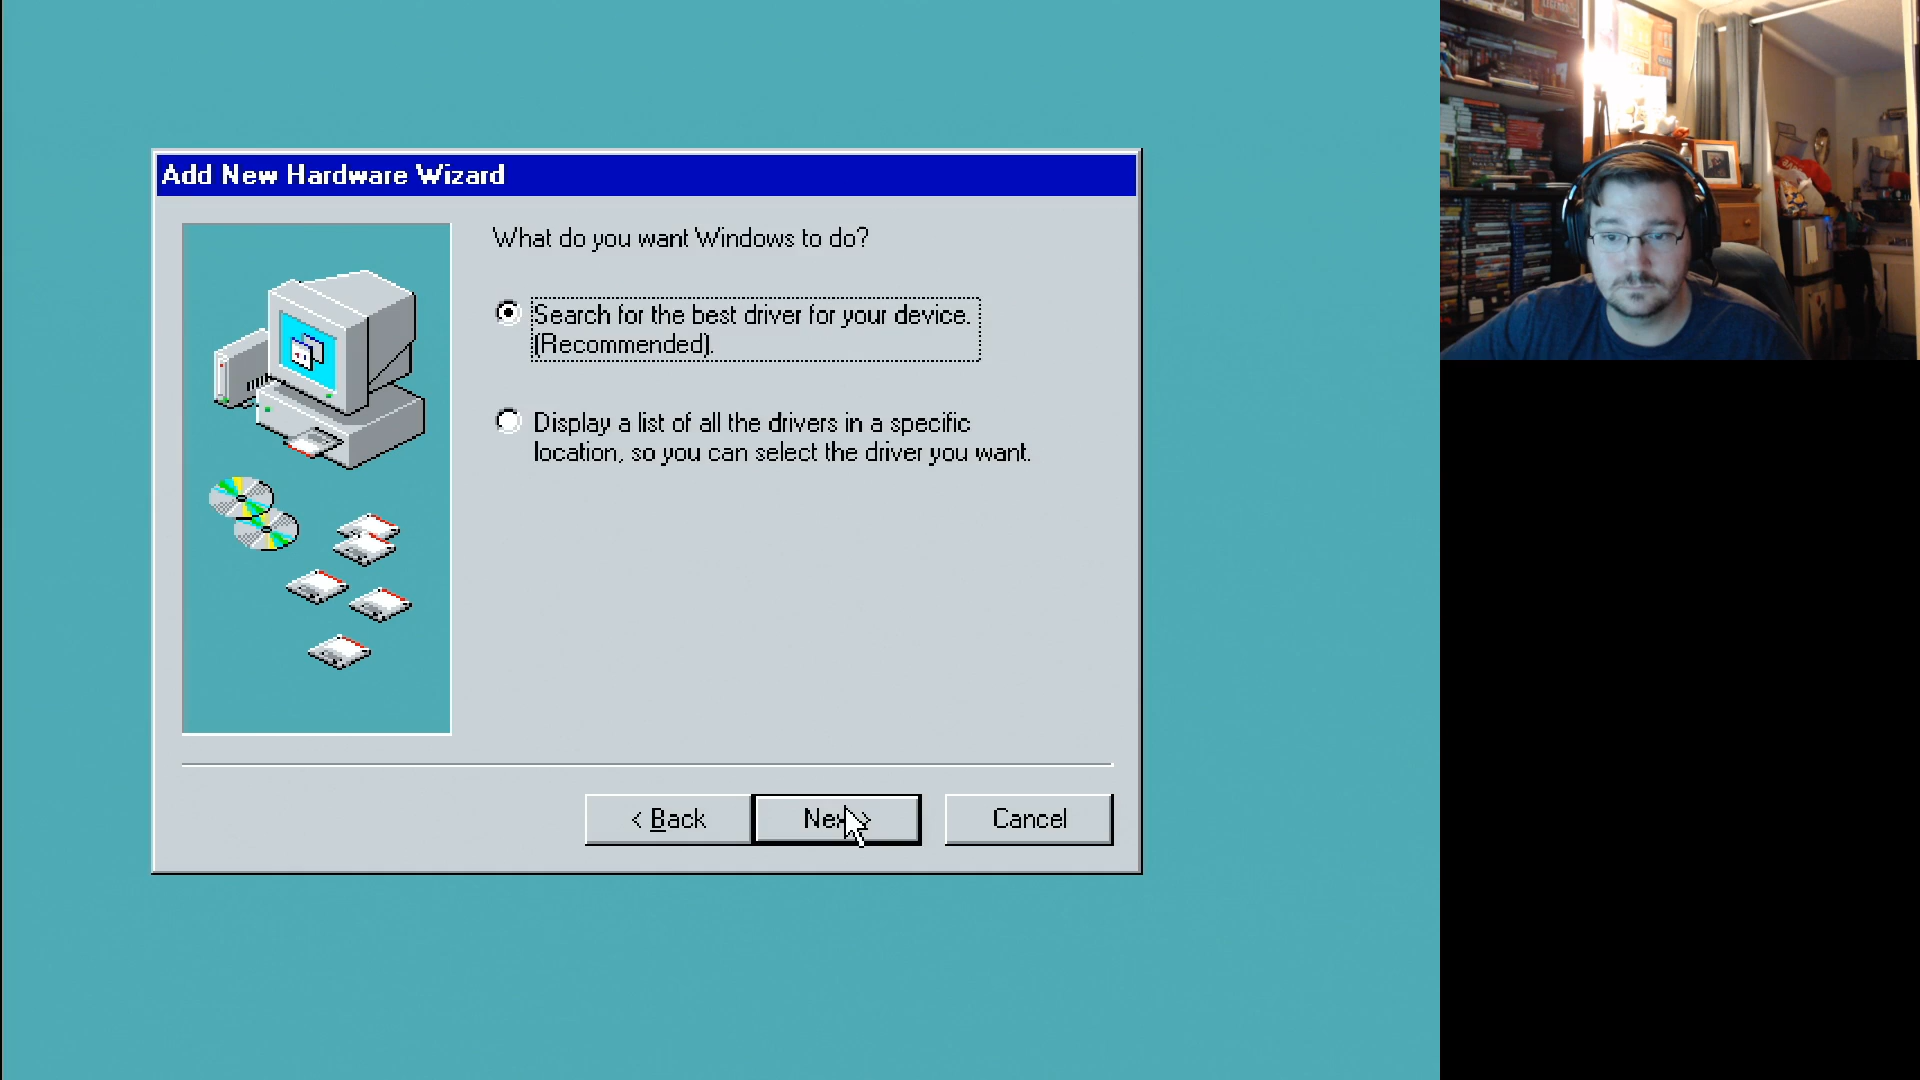 Add New Hardware Wizard
What do you want Windows to do?
Search for the best driver for your device.
(Recommended).
Display a list of all the drivers in a specific
location, so you can select the driver you want.
< Back
Next >
Cancel